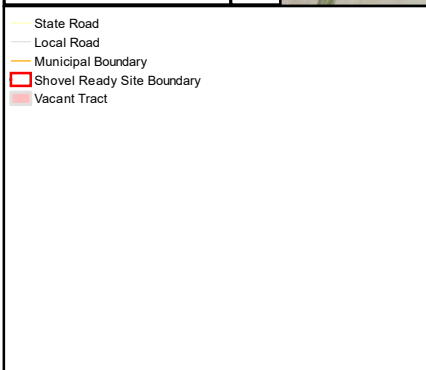 State Road
Local Road
Municipal Boundary
Shovel Ready Site Boundary
Vacant Tract